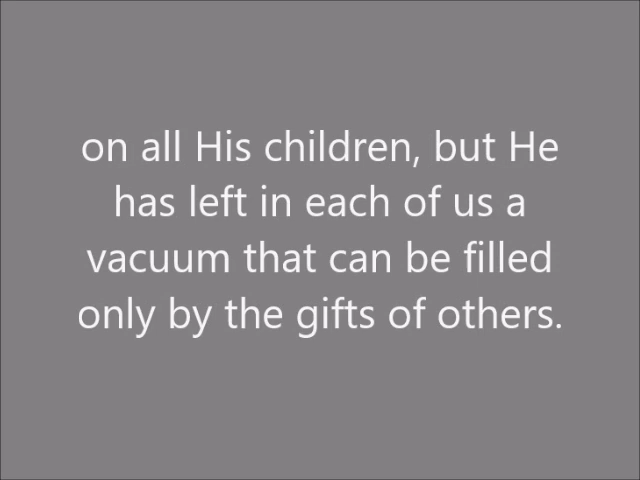 on all His children, but He
has left in each of us a
vacuum that can be filled
only by the gifts of others.